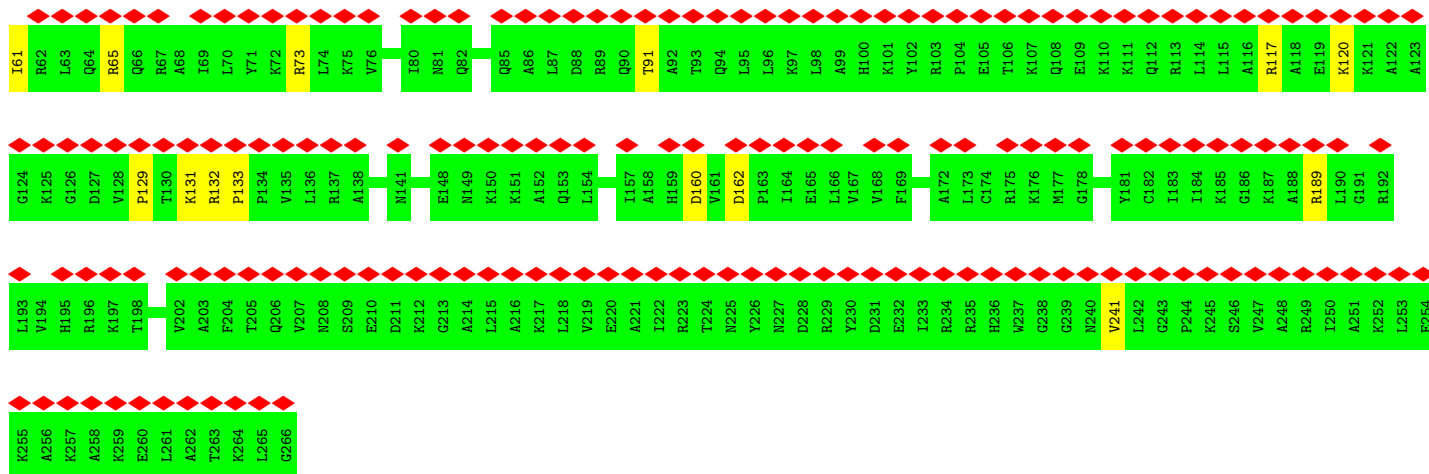 I61 R62 L63 Q64 R65 Q66 R67 A68 I69 L70 Y71 K72 R73 L74 K75 V76 I80 N81 Q82 Q85 A86 L87 D88 R89 Q90 T91 A92 T93 Q94 L95 L96 K97 L98 A99 H100 K101 Y102 R103 P104 E105 T106 K107 Q108 E109 K110 K111 Q112 R113 L114 L115 A116 R117 A118 E119 K120 K121 A122 A123
G124 K125 G126 D127 V128 P129 T130 K131 R132 P133 P134 V135 L136 R137 A138 N141 E148 N149 K150 K151 A152 Q153 L154 I157 A158 H159 D160 V161 D162 P163 I164 E165 L166 V167 V168 F169 A172 L173 C174 R175 K176 M177 G178 Y181 C182 I183 I184 K185 G186 K187 A188 R189 L190 G191 R192
L193 V194 H195 R196 K197 T198 V202 A203 F204 T205 Q206 V207 N208 S209 E210 D211 K212 G213 A214 L215 A216 K217 L218 V219 E220 A221 I222 R223 T224 N225 Y226 N227 D228 R229 Y230 D231 E232 I233 R234 R235 H236 W237 G238 G239 N240 V241 L242 G243 P244 K245 S246 V247 A248 R249 I250 A251 K252 L253 E254
K255 A256 K257 A258 K259 E260 L261 A262 T263 K264 L265 G266